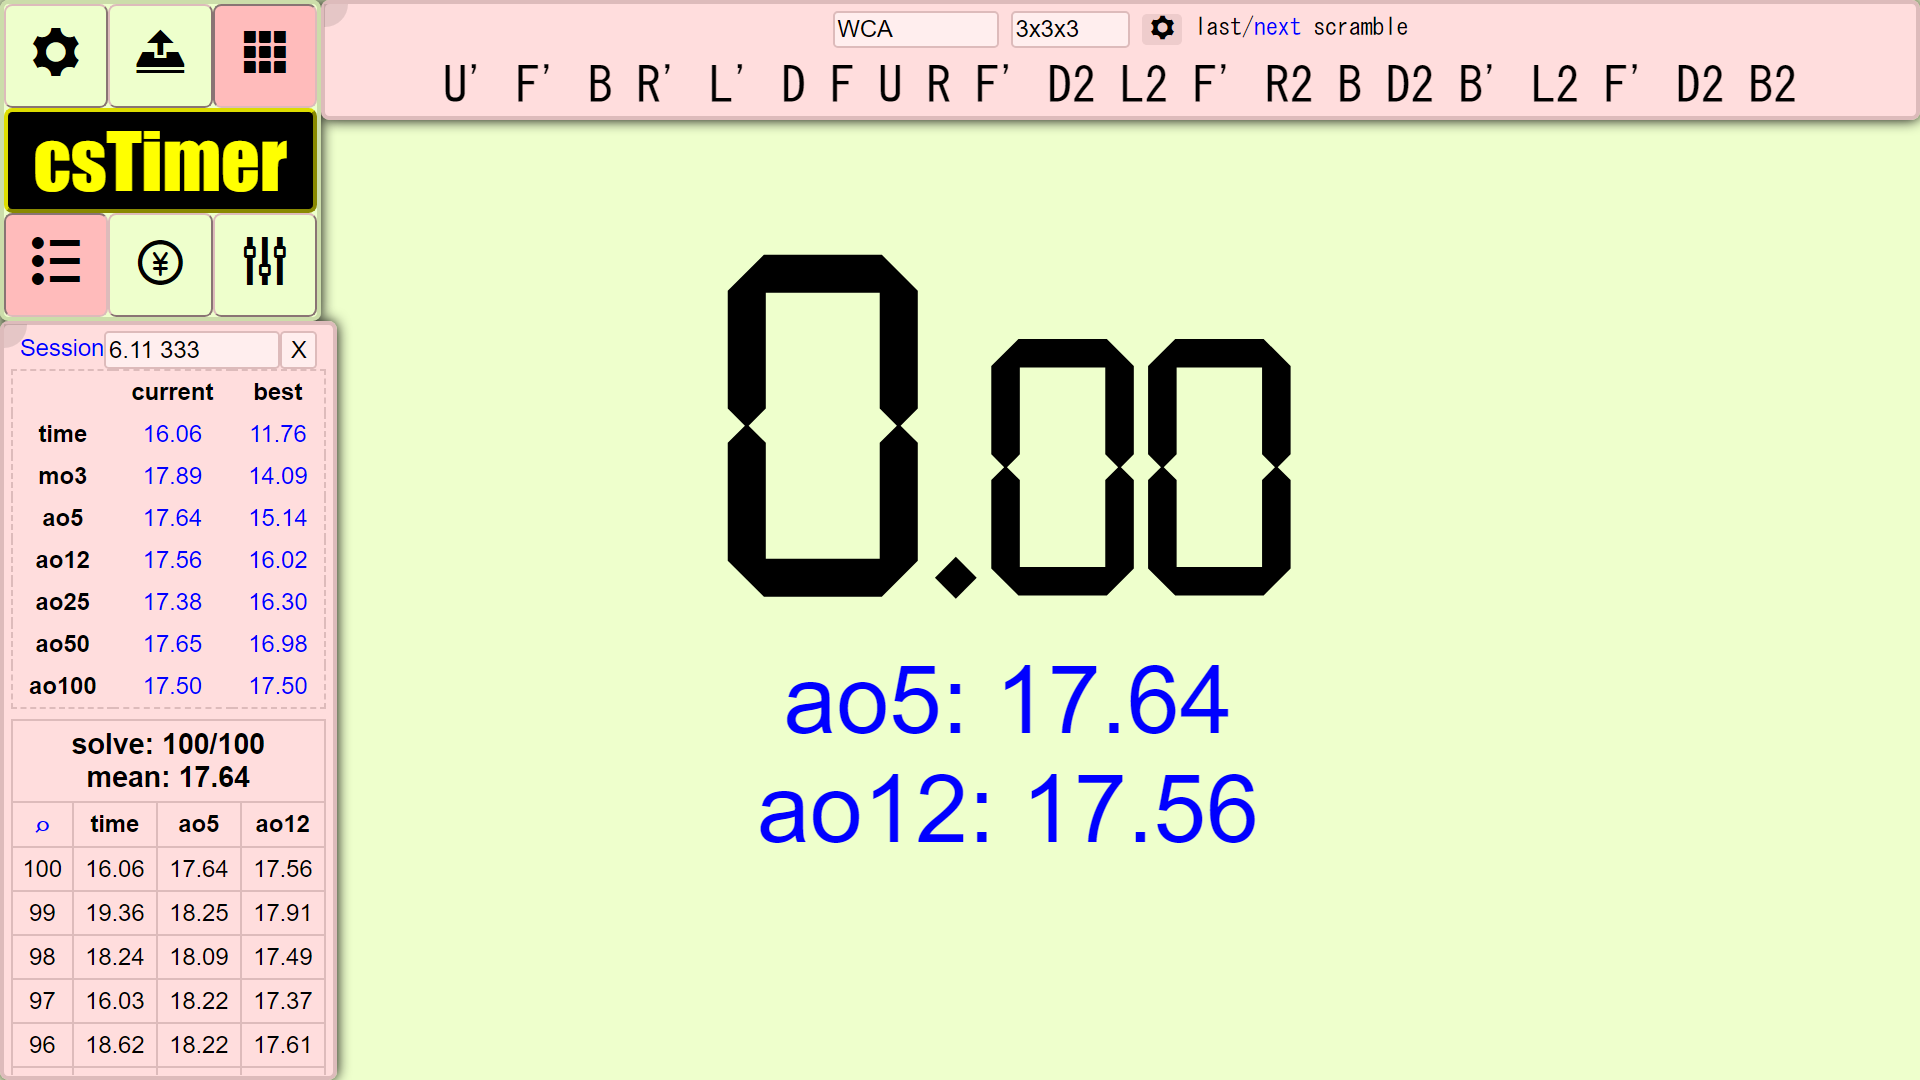 WCA 3x3x3 last/next scramble
U' F' B R' L' D F U R F' D2 L2 F' R2 B D2 B' L2 F' D2 B2
csTimer
¥
Session 6.11 333 X
current best
time 16.06 11.76
mo3 17.89 14.09
ao5 17.64 15.14
ao12 17.56 16.02
ao25 17.38 16.30
ao50 17.65 16.98
ao100 17.50 17.50
solve: 100/100
mean: 17.64
time ao5 ao12
100 16.06 17.64 17.56
99 19.36 18.25 17.91
98 18.24 18.09 17.49
97 16.03 18.22 17.37
96 18.62 18.22 17.61
0.00
ao5: 17.64
ao12: 17.56